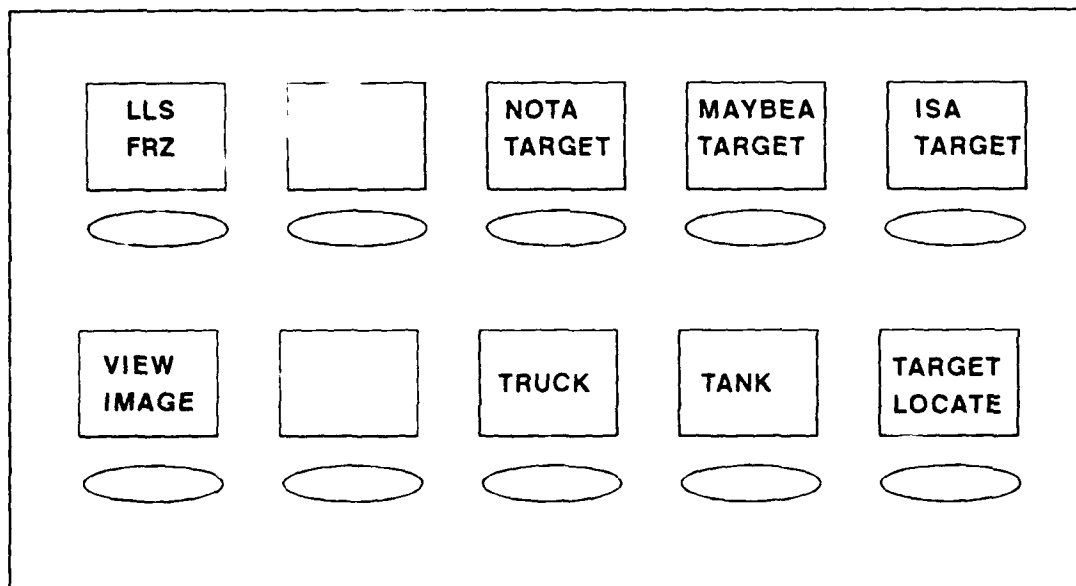 LLS
FRZ
NOTA
TARGET
MAYBEA
TARGET
ISA
TARGET
VIEW
IMAGE
TRUCK
TANK
TARGET
LOCATE